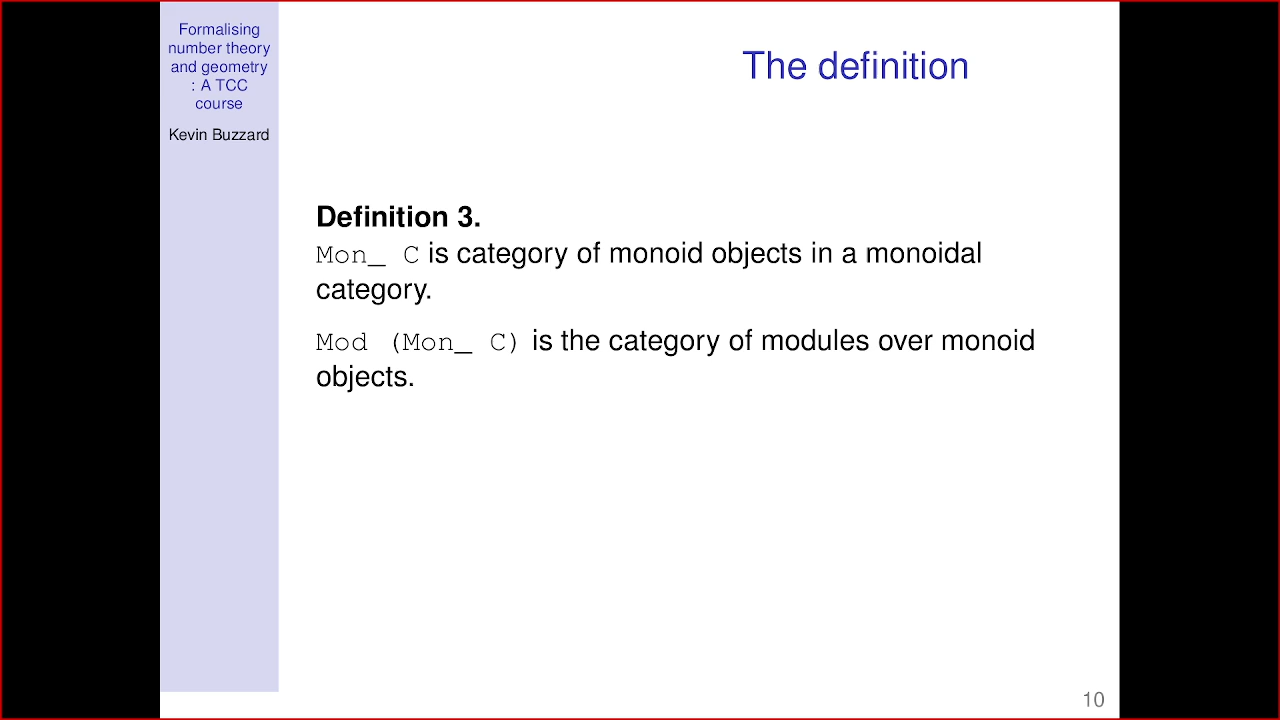 Formalising
number theory
and geometry
: A TCC
course
Kevin Buzzard
The definition
Definition 3.
Mon_ C is category of monoid objects in a monoidal
category.
Mod (Mon_ C) is the category of modules over monoid
objects.
10